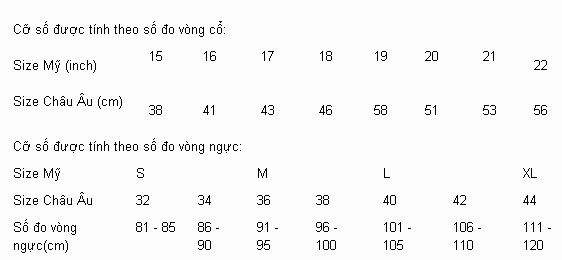 Cỡ số được tính theo số đo vòng cổ:
Size Mỹ (inch) 15 16 17 18 19 20 21 22
Size Châu Âu (cm) 38 41 43 46 58 51 53 56
Cỡ số được tính theo số đo vòng ngực:
Size Mỹ S M L XL
Size Châu Âu 32 34 36 38 40 42 44
Số đo vòng 81 - 85 86 - 91 - 96 - 101 - 106 - 111 -
ngực(cm) 90 95 100 105 110 120